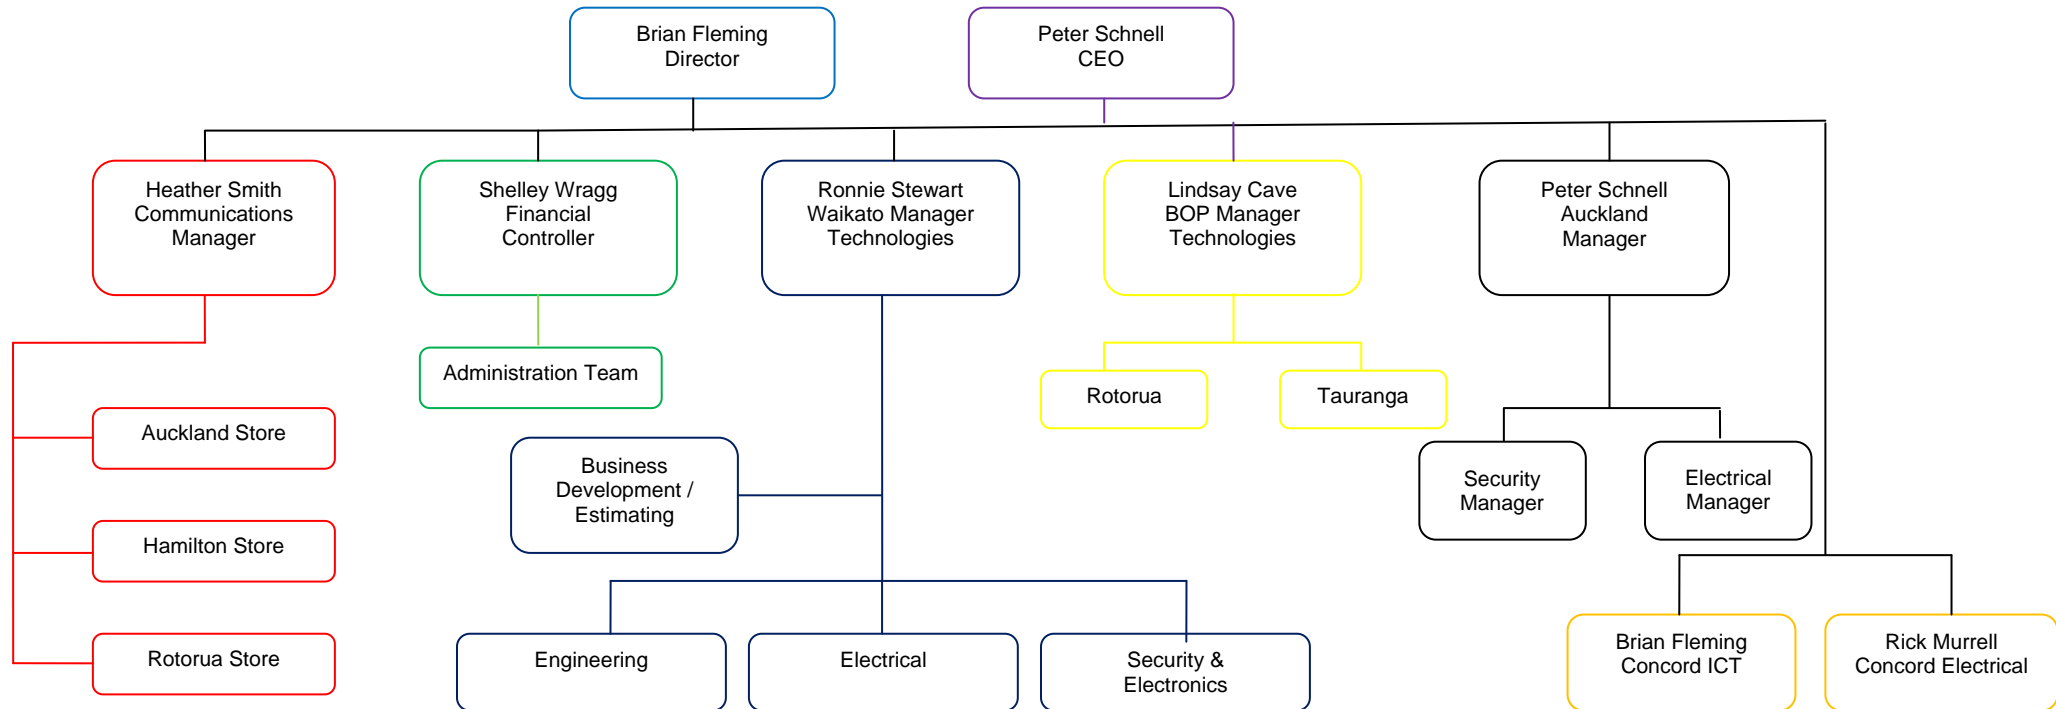 Brian Fleming
Director
Peter Schnell
CEO
Heather Smith
Communications
Manager
Shelley Wragg
Financial
Controller
Ronnie Stewart
Waikato Manager
Technologies
Lindsay Cave
BOP Manager
Technologies
Peter Schnell
Auckland
Manager
Administration Team
Rotorua
Tauranga
Auckland Store
Business
Development /
Estimating
Security
Manager
Electrical
Manager
Hamilton Store
Rotorua Store
Engineering
Electrical
Security &
Electronics
Brian Fleming
Concord ICT
Rick Murrell
Concord Electrical